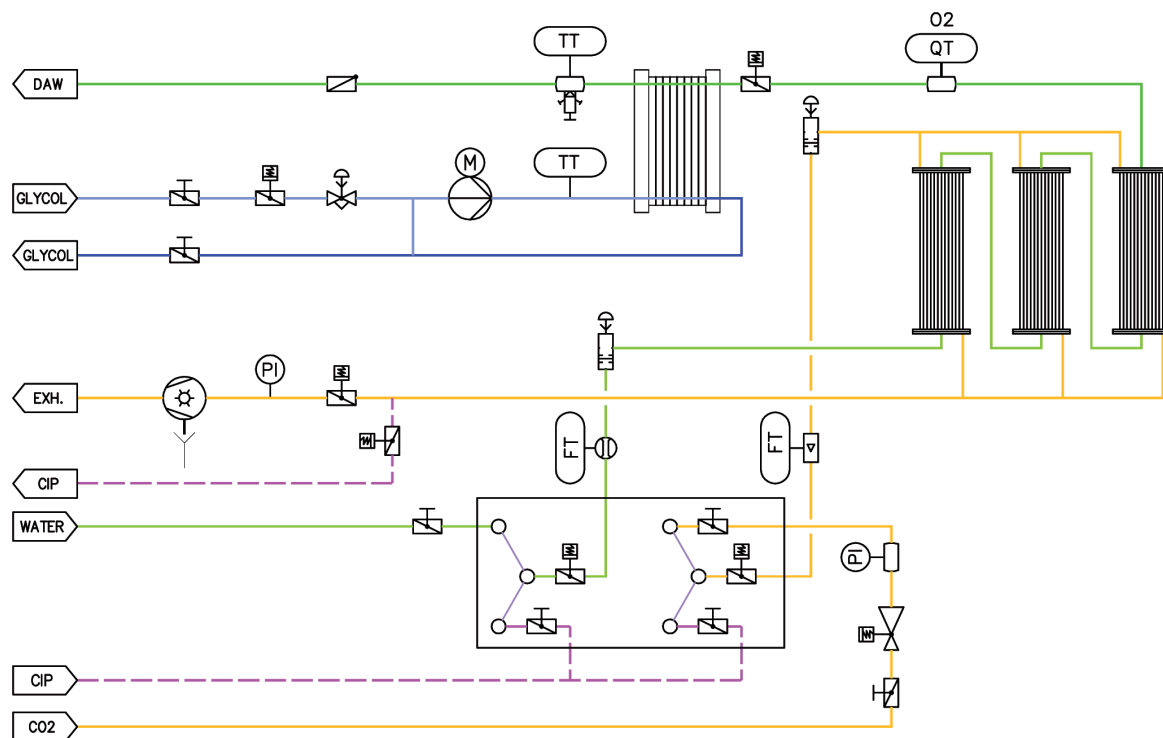 O2
TT
QT
DAW
M
TT
GLYCOL
GLYCOL
PI
EXH.
FT
FT
CIP
WATER
PI
CIP
CO2